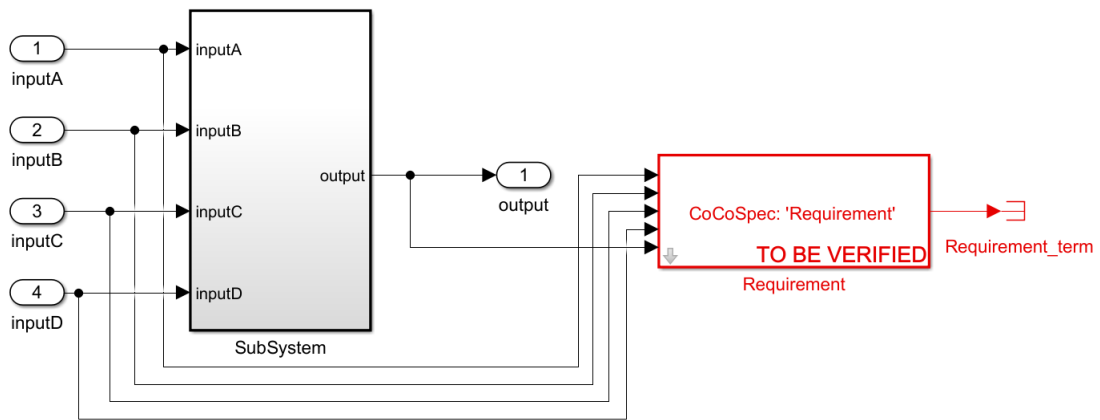 1
inputA
2
inputB
3
inputC
4
inputD
inputA
inputB
inputC
inputD
output
SubSystem
1
output
CoCoSpec: 'Requirement'
TO BE VERIFIED
Requirement
Requirement_term